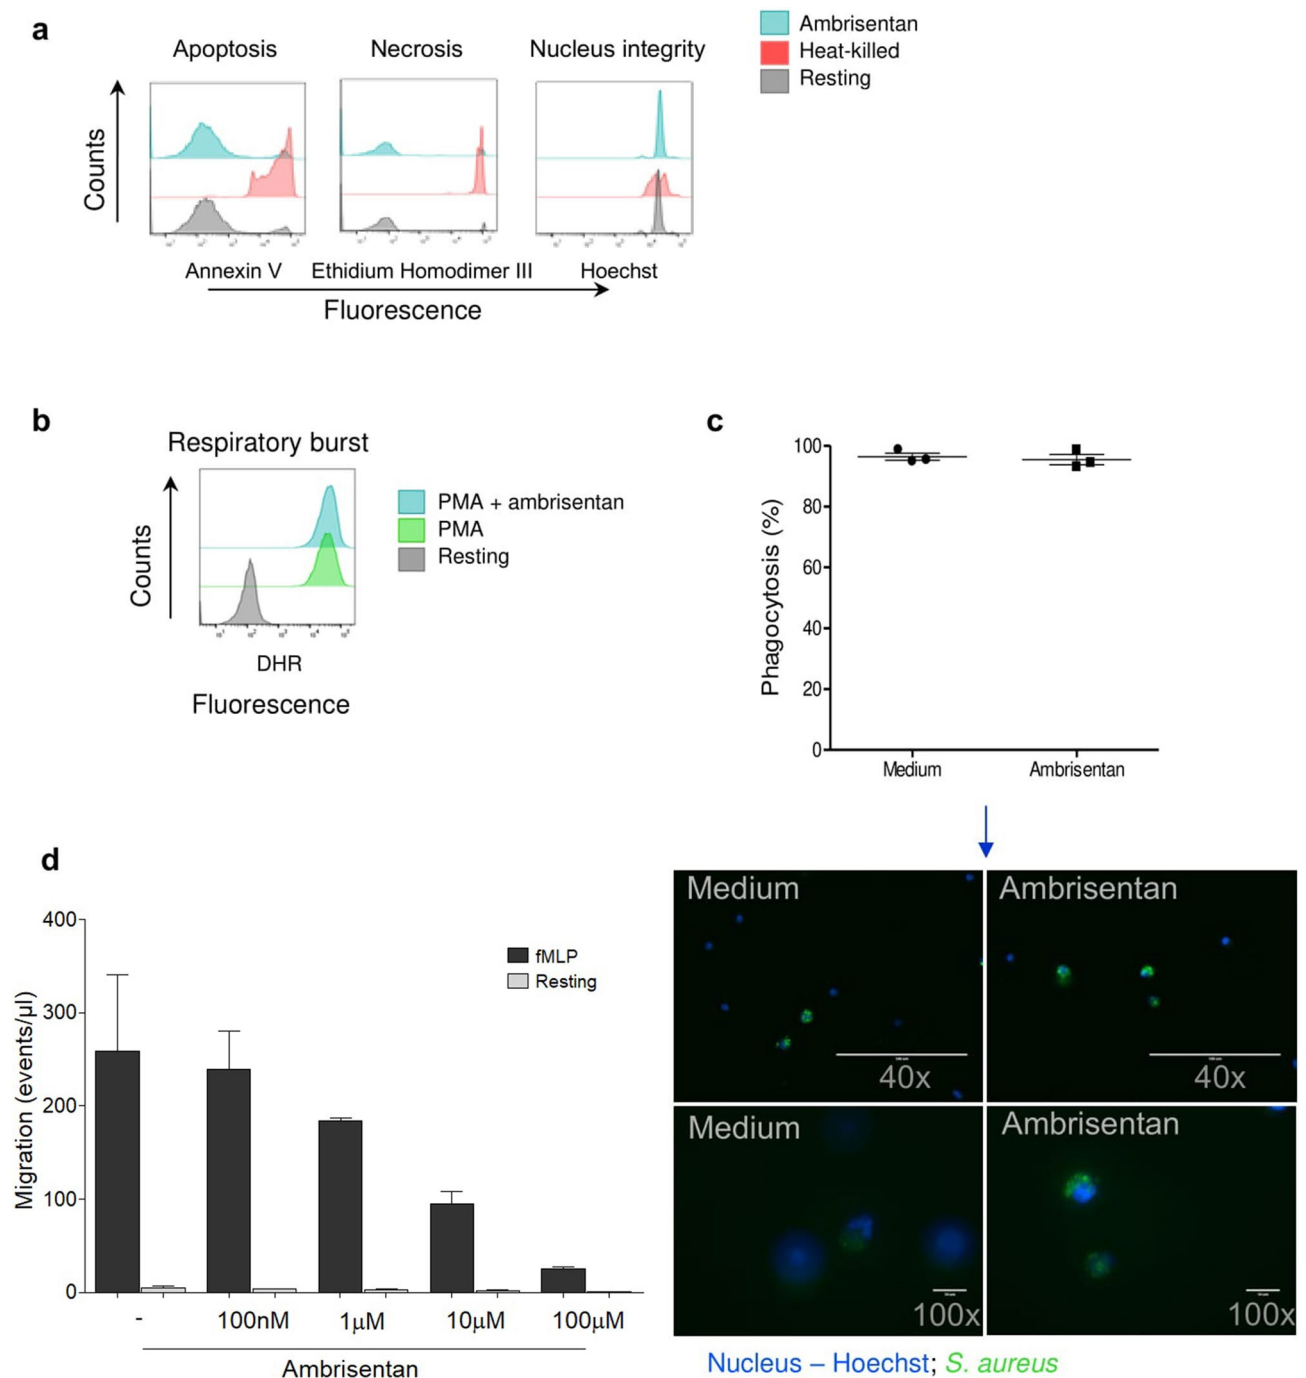 a
Apoptosis
Necrosis
Nucleus integrity
Ambrisentan
Heat-killed
Resting
Counts
Annexin V
Ethidium Homodimer III
Hoechst
Fluorescence
b
Respiratory burst
Counts
PMA + ambrisentan
PMA
Resting
DHR
Fluorescence
c
Phagocytosis (%)
100
80
60
40
20
0
Medium
Ambrisentan
d
Migration (events/µl)
400
300
200
100
0
fMLP
Resting
-
100nM
1µM
10µM
100µM
Ambrisentan
Medium
40x
Ambrisentan
40x
Medium
100x
Ambrisentan
100x
Nucleus – Hoechst; S. aureus